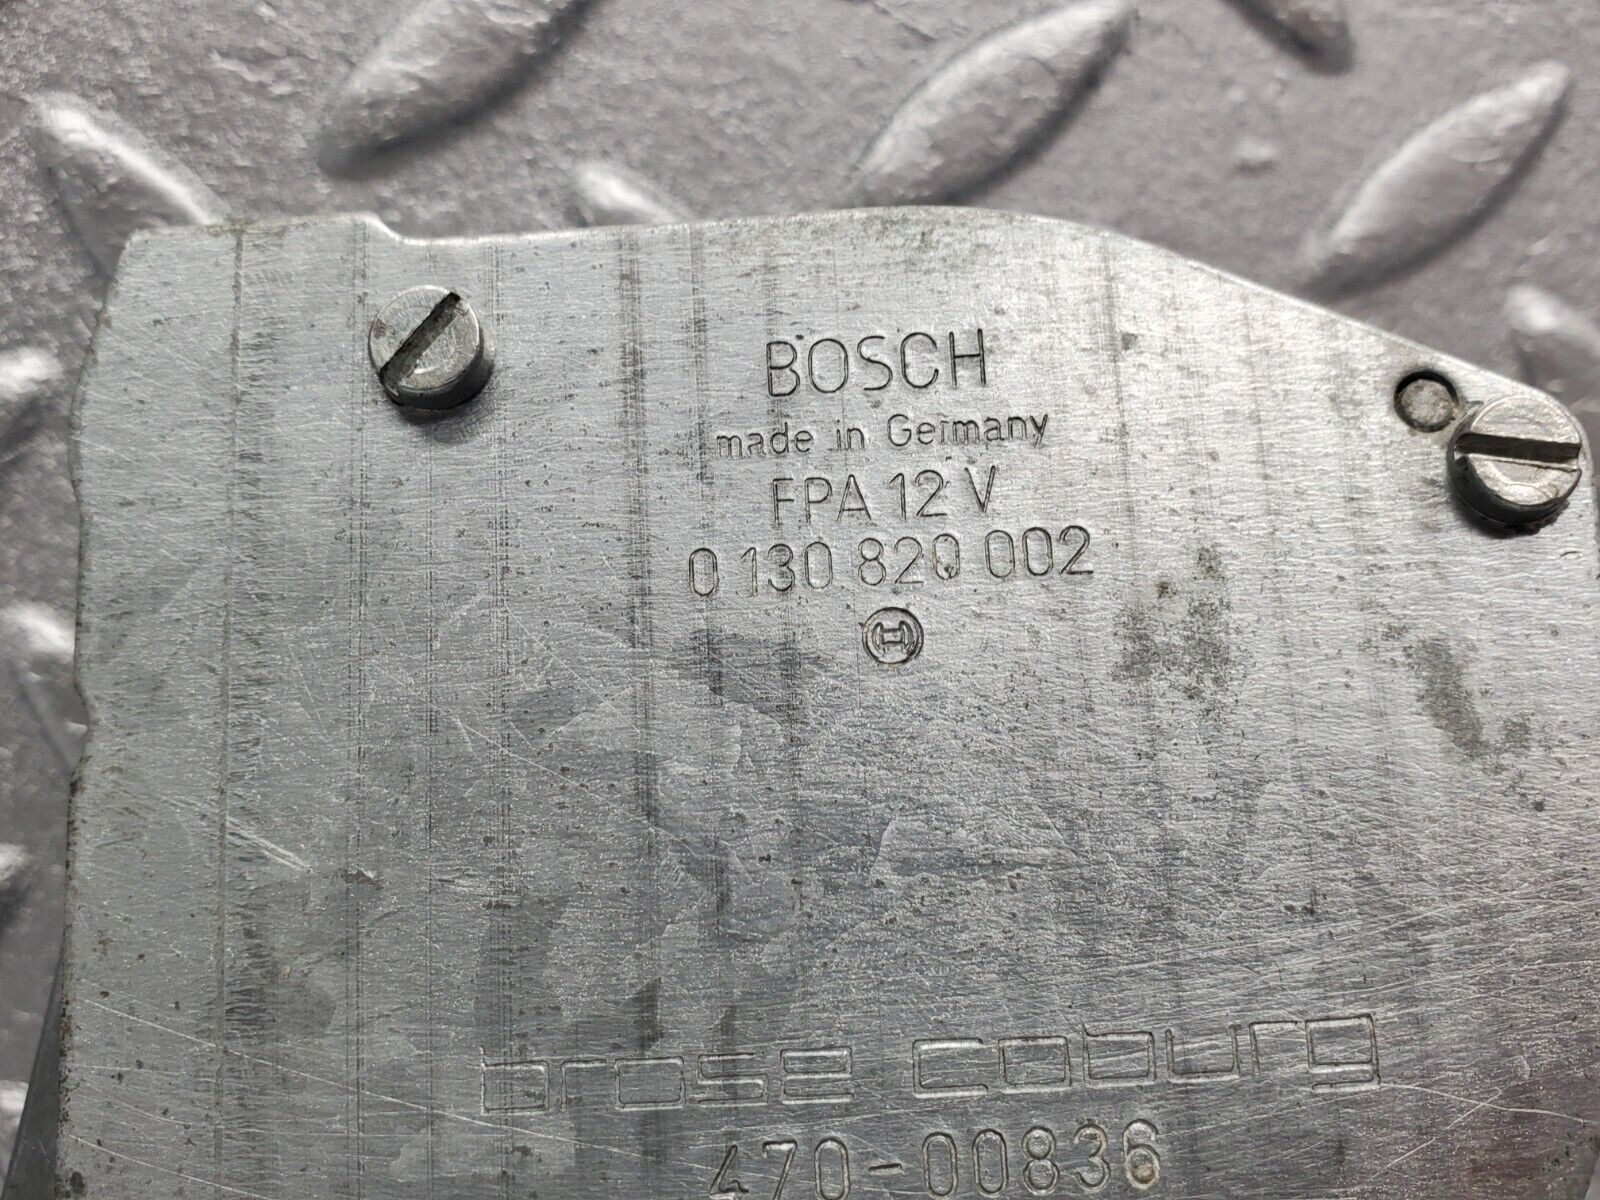 BOSCH
made in Germany
FPA 12 V
0 130 820 002
brose coburg
470-00836